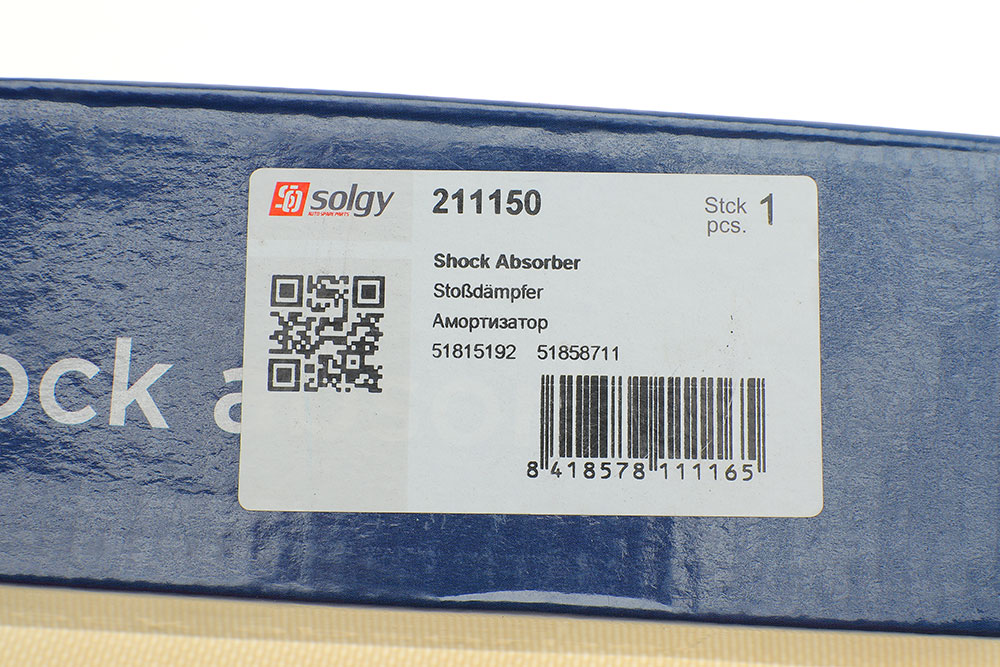 solgy
AUTO SPARE PARTS
211150
Stck 1
pcs.
Shock Absorber
Stoßdämpfer
Амортизатор
51815192 51858711
8 418578 111165
ock a